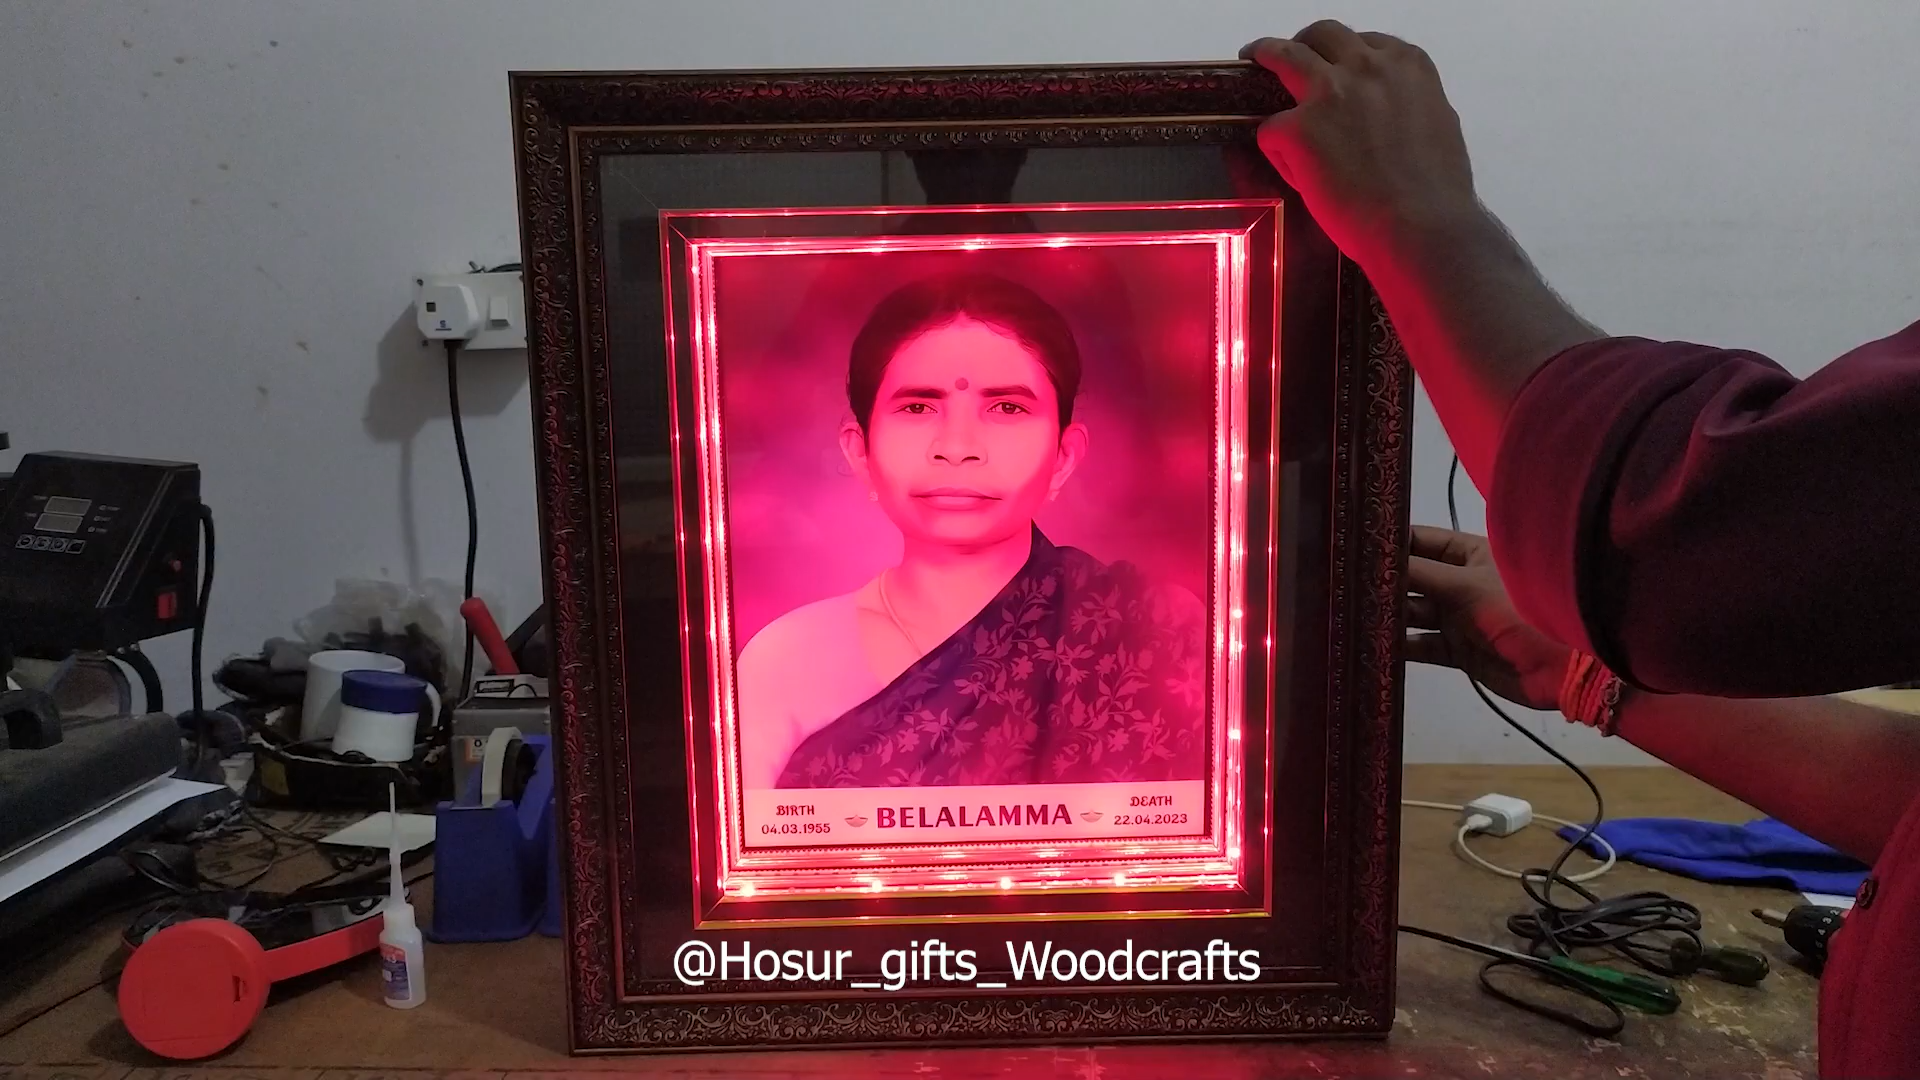 BIRTH
04.03.1955
BELALAMMA
DEATH
22.04.2023
@Hosur_gifts_Woodcrafts